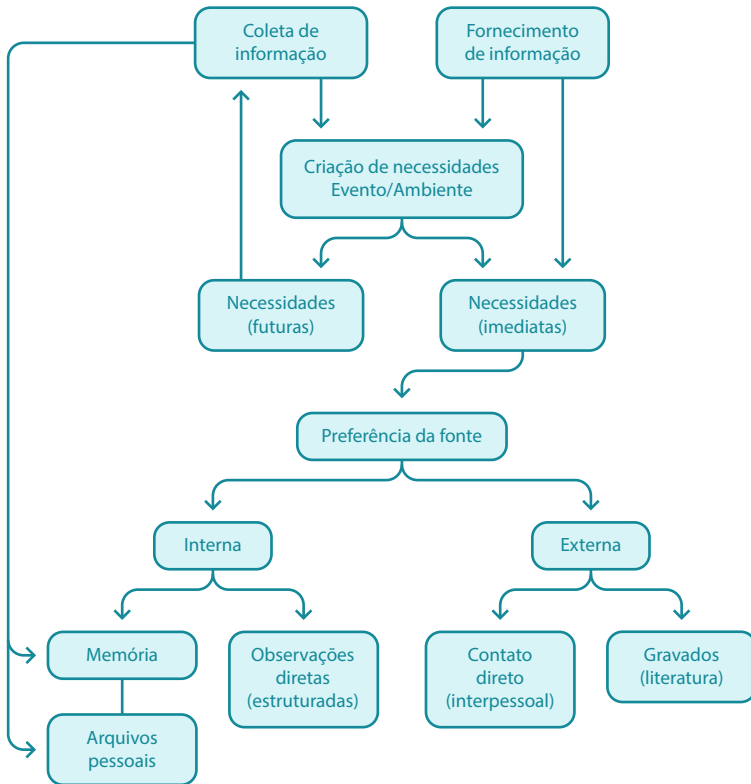 Coleta de
informação
Fornecimento
de informação
Criação de necessidades
Evento/Ambiente
Necessidades
(futuras)
Necessidades
(imediatas)
Preferência da fonte
Interna
Externa
Memória
Observações
diretas
(estruturadas)
Contato
direto
(interpessoal)
Gravados
(literatura)
Arquivos
pessoais